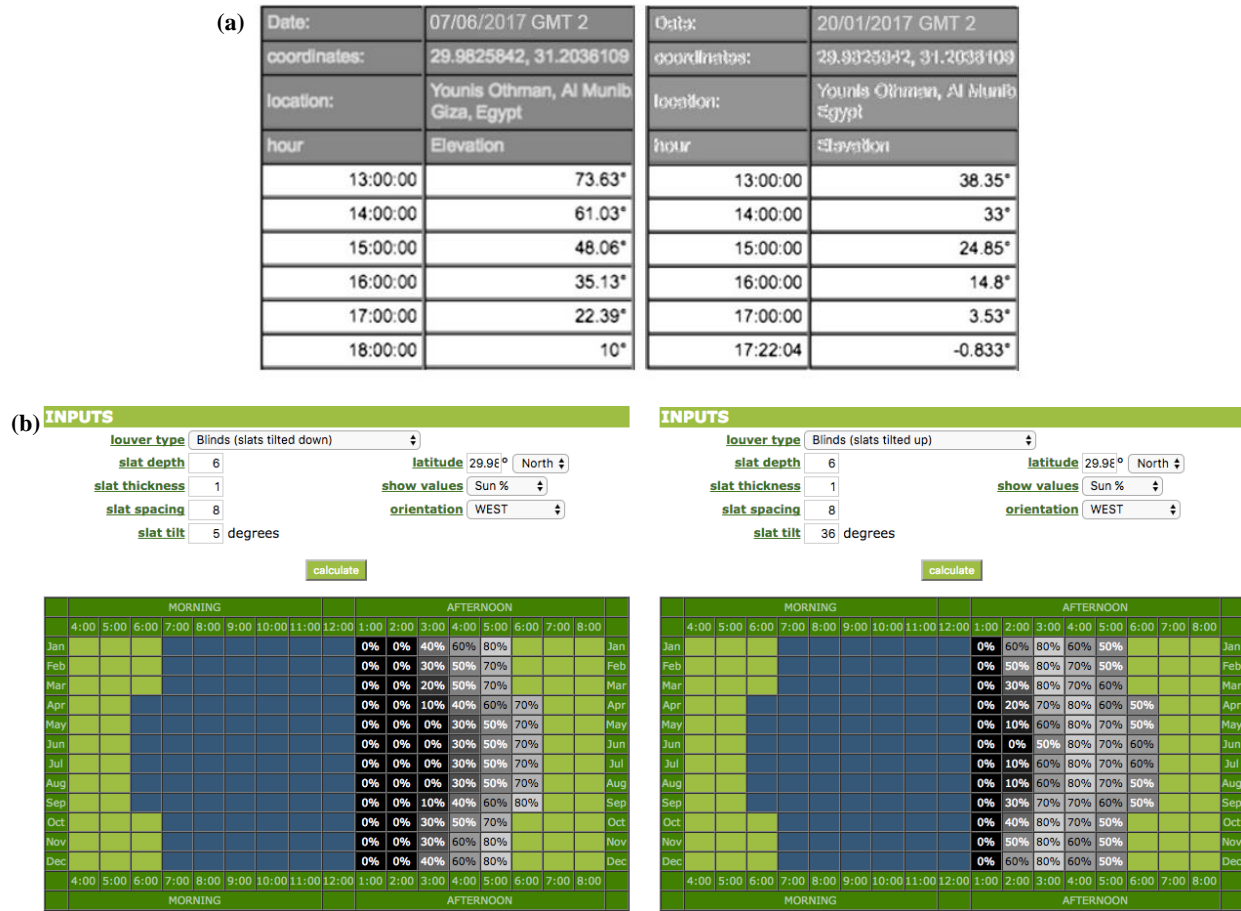 (a)
Date: 07/06/2017 GMT 2
coordinates: 29.9825842, 31.2036109
location: Younis Othman, Al Munib, Giza, Egypt
hour Elevation
13:00:00 73.63°
14:00:00 61.03°
15:00:00 48.06°
16:00:00 35.13°
17:00:00 22.39°
18:00:00 10°
Date: 20/01/2017 GMT 2
coordinates: 29.9825842, 31.2036109
location: Younis Othman, Al Munib
Egypt
hour Elevation
13:00:00 38.35°
14:00:00 33°
15:00:00 24.85°
16:00:00 14.8°
17:00:00 3.53°
17:22:04 -0.833°
(b)
INPUTS
louver type Blinds (slats tilted down)
slat depth 6 latitude 29.98 º North
slat thickness 1 show values Sun %
slat spacing 8 orientation WEST
slat tilt 5 degrees
calculate
MORNING AFTERNOON
4:00 5:00 6:00 7:00 8:00 9:00 10:00 11:00 12:00 1:00 2:00 3:00 4:00 5:00 6:00 7:00 8:00
Jan 0% 0% 40% 60% 80% Jan
Feb 0% 0% 30% 50% 70% Feb
Mar 0% 0% 20% 50% 70% Mar
Apr 0% 0% 10% 40% 60% 70% Apr
May 0% 0% 0% 30% 50% 70% May
Jun 0% 0% 0% 30% 50% 70% Jun
Jul 0% 0% 0% 30% 50% 70% Jul
Aug 0% 0% 0% 30% 50% 70% Aug
Sep 0% 0% 10% 40% 60% 80% Sep
Oct 0% 0% 30% 50% 70% Oct
Nov 0% 0% 30% 60% 80% Nov
Dec 0% 0% 40% 60% 80% Dec
4:00 5:00 6:00 7:00 8:00 9:00 10:00 11:00 12:00 1:00 2:00 3:00 4:00 5:00 6:00 7:00 8:00
MORNING AFTERNOON
INPUTS
louver type Blinds (slats tilted up)
slat depth 6 latitude 29.98 º North
slat thickness 1 show values Sun %
slat spacing 8 orientation WEST
slat tilt 36 degrees
calculate
MORNING AFTERNOON
4:00 5:00 6:00 7:00 8:00 9:00 10:00 11:00 12:00 1:00 2:00 3:00 4:00 5:00 6:00 7:00 8:00
Jan 0% 60% 80% 60% 50% Jan
Feb 0% 50% 80% 70% 50% Feb
Mar 0% 30% 80% 70% 60% Mar
Apr 0% 20% 70% 80% 60% 50% Apr
May 0% 10% 60% 80% 70% 50% May
Jun 0% 0% 50% 80% 70% 60% Jun
Jul 0% 10% 60% 80% 70% 60% Jul
Aug 0% 10% 60% 80% 70% 50% Aug
Sep 0% 30% 70% 70% 60% 50% Sep
Oct 0% 40% 80% 70% 50% Oct
Nov 0% 50% 80% 60% 50% Nov
Dec 0% 60% 80% 60% 50% Dec
4:00 5:00 6:00 7:00 8:00 9:00 10:00 11:00 12:00 1:00 2:00 3:00 4:00 5:00 6:00 7:00 8:00
MORNING AFTERNOON